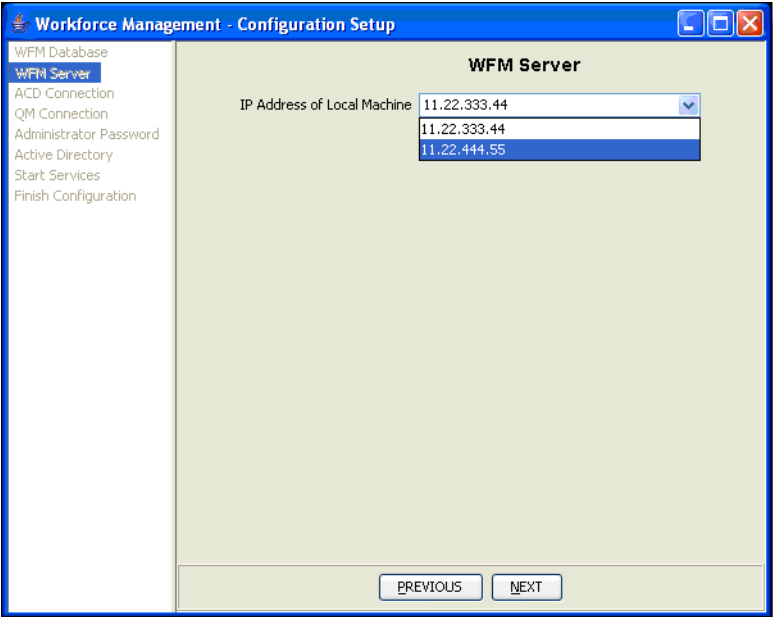 Workforce Management - Configuration Setup
WFM Database
WFM Server
ACD Connection
QM Connection
Administrator Password
Active Directory
Start Services
Finish Configuration
WFM Server
IP Address of Local Machine 11.22.333.44
11.22.333.44
11.22.444.55
PREVIOUS NEXT